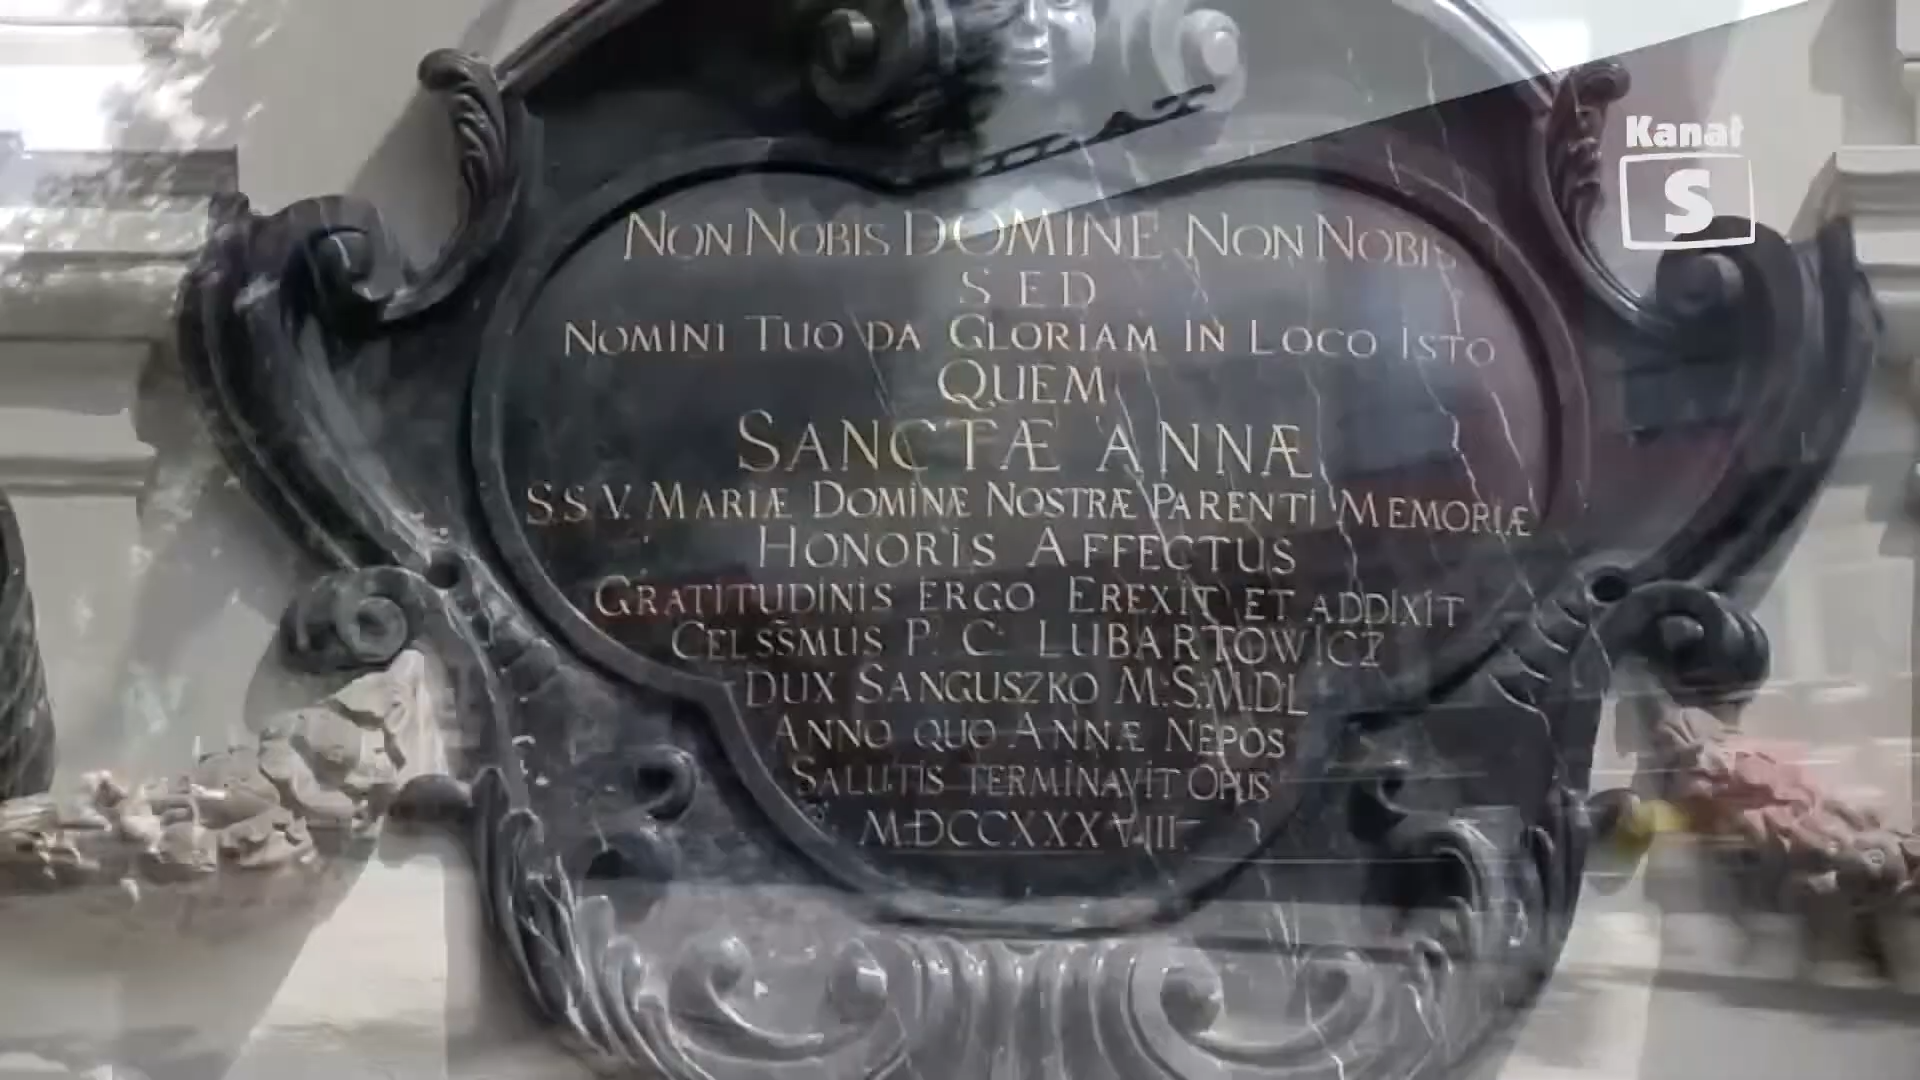 Kanał
S
NON NOBIS DOMINE NON NOBIS
SED
NOMINI TUO DA GLORIAM IN LOCO ISTO
QUEM
SANCTÆ ANNÆ
S.S V. MARIÆ DOMINÆ NOSTRÆ PARENTI MEMORIÆ
HONORIS AFFECTUS
GRATITUDINIS ERGO EREXIT ET ADDIXIT
CELSS̃MUS P. C. LUBARTOWICZ
DUX SANGUSZKO M.S.M.D.L
ANNO QUO ANNÆ NEPOS
SALUTIS TERMINAVIT OPUS
MDCCXXXVIII